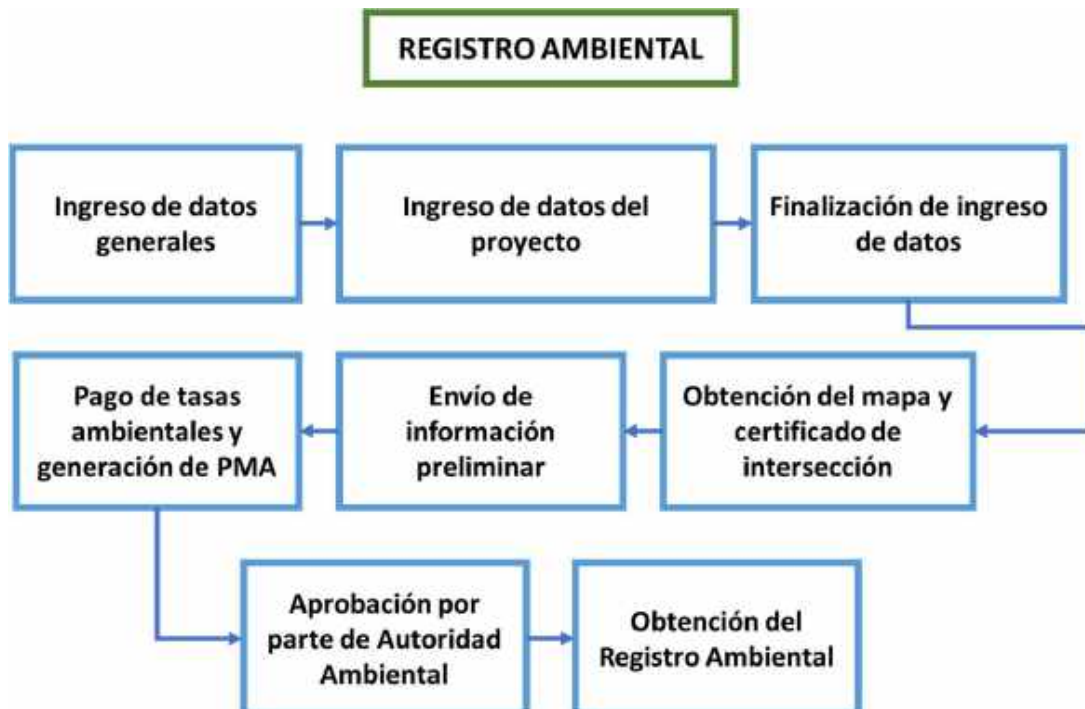 REGISTRO AMBIENTAL
Ingreso de datos
generales
Ingreso de datos del
proyecto
Finalización de ingreso
de datos
Obtención del mapa y
certificado de
intersección
Envío de
información
preliminar
Pago de tasas
ambientales y
generación de PMA
Aprobación por
parte de Autoridad
Ambiental
Obtención del
Registro Ambiental